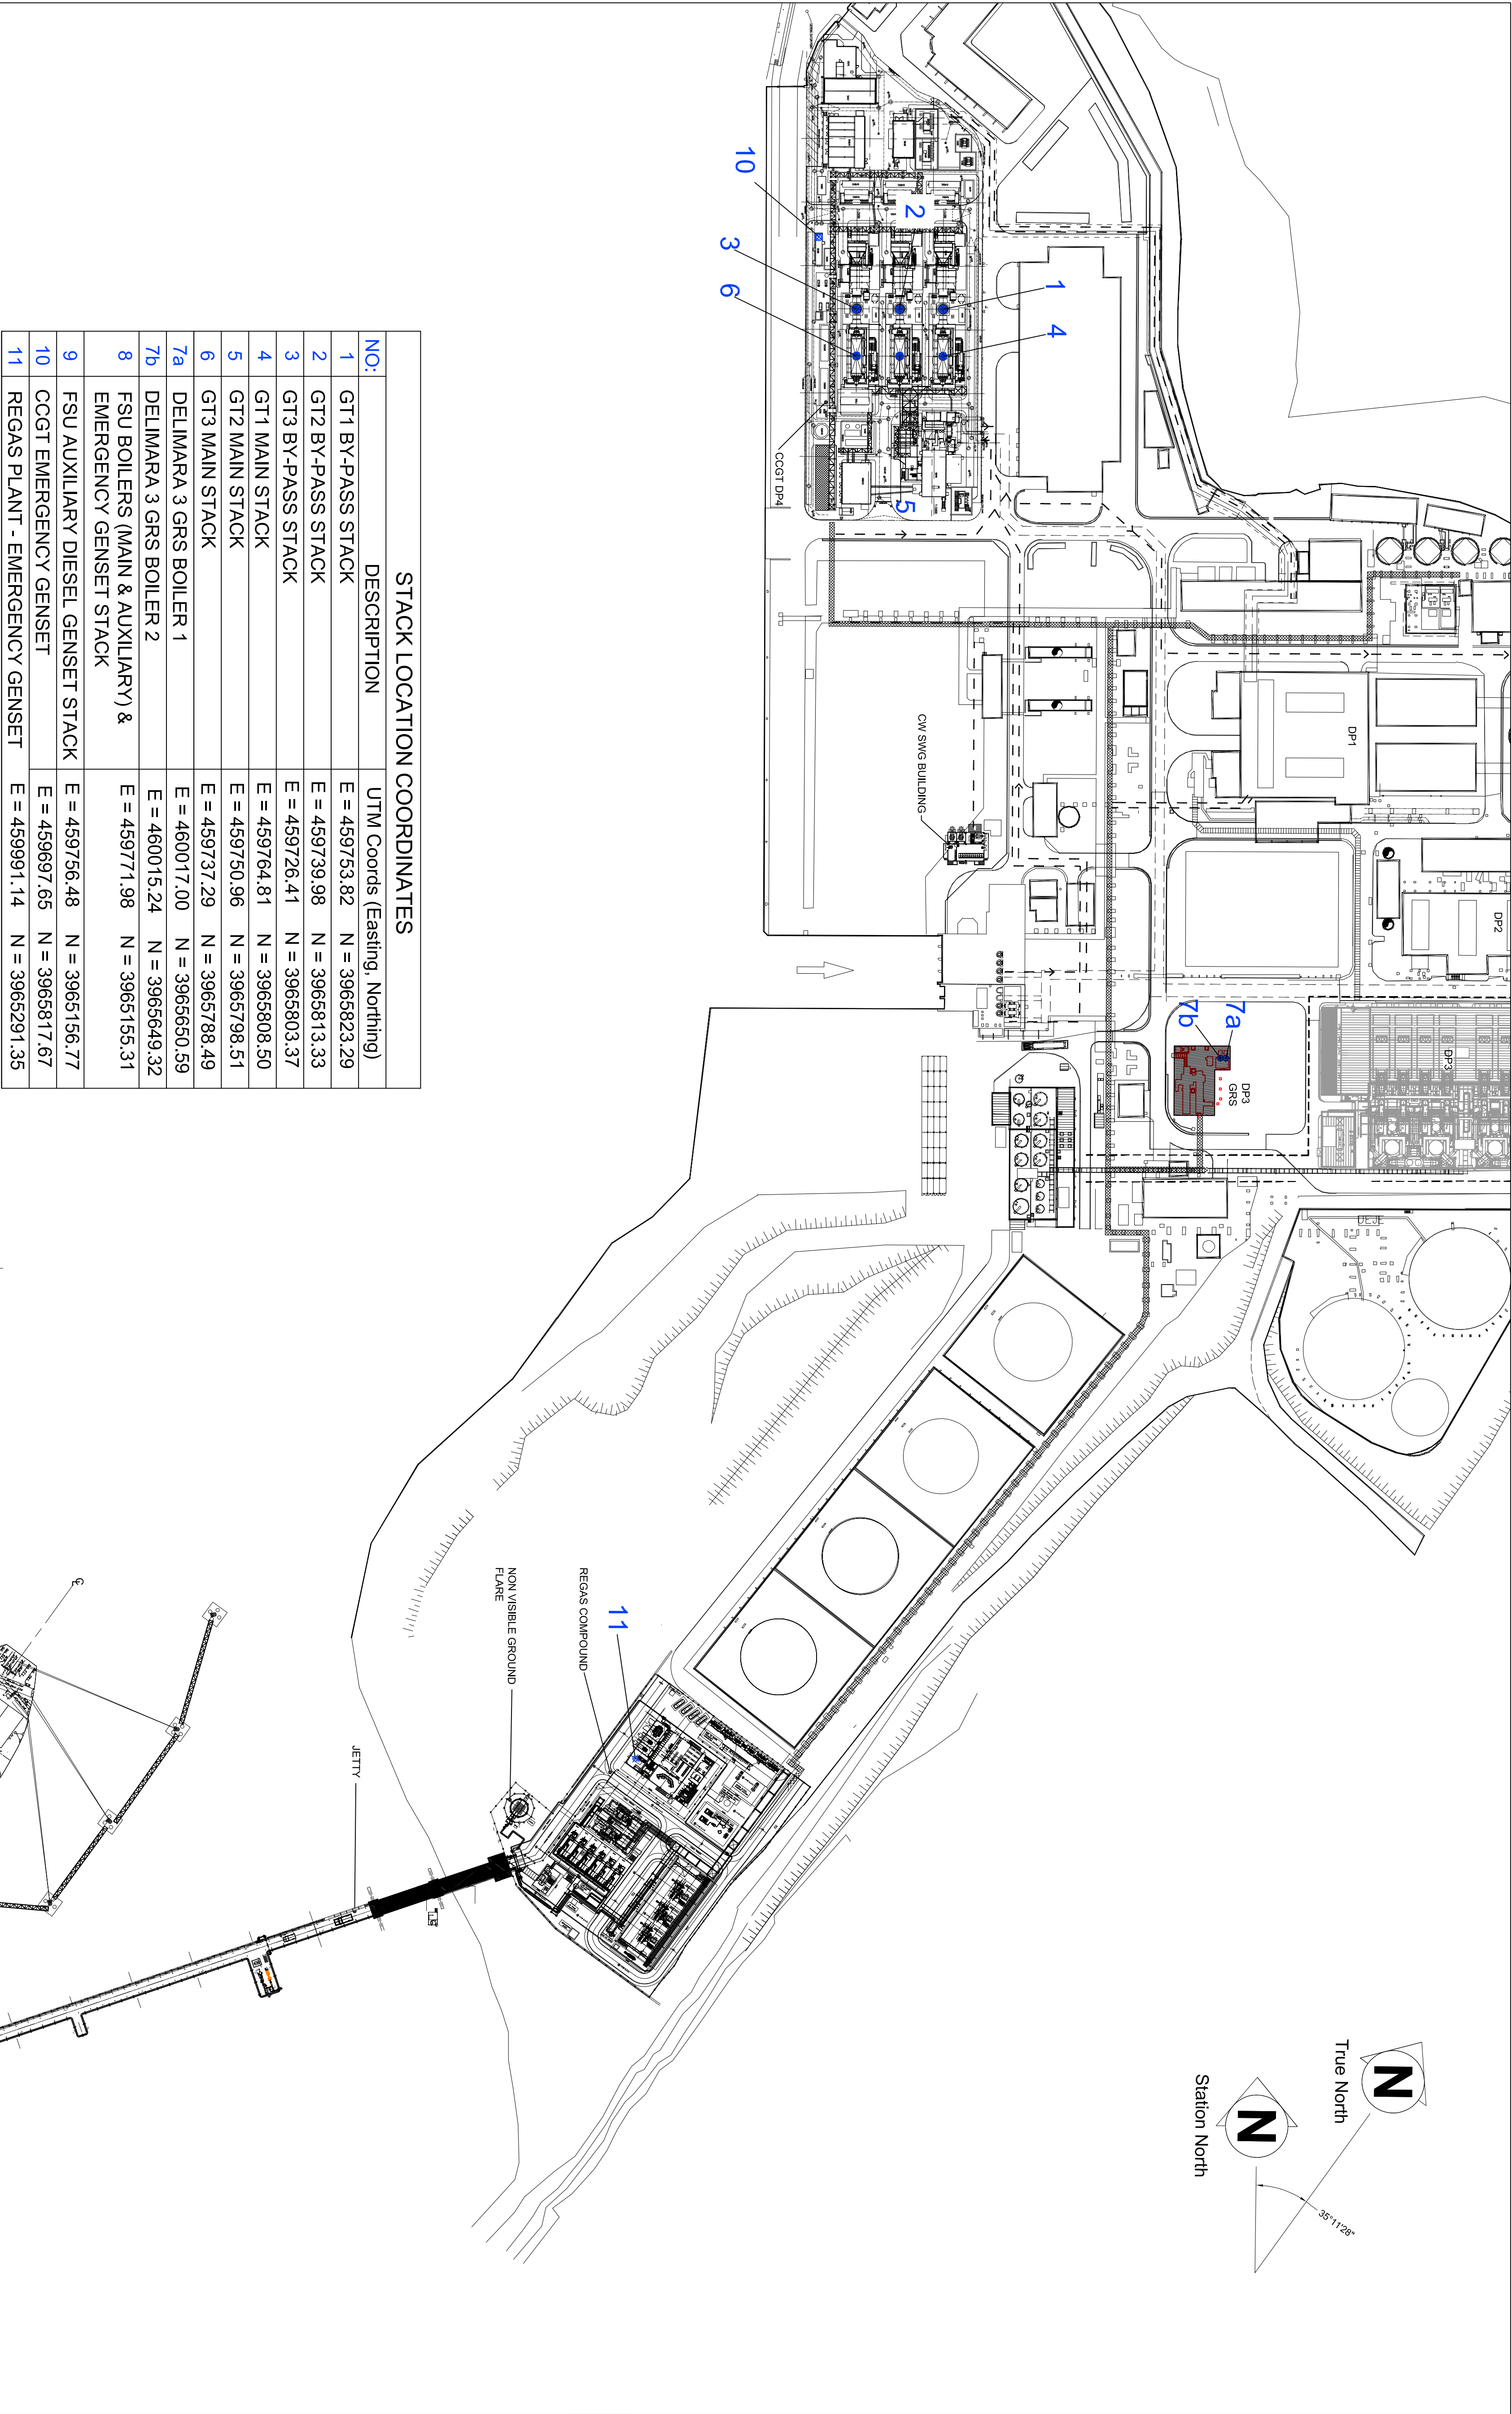 STACK LOCATION COORDINATES
NO: DESCRIPTION UTM Coords (Easting, Northing)
1 GT1 BY-PASS STACK E = 459753.82 N = 3965823.29
2 GT2 BY-PASS STACK E = 459739.98 N = 3965813.33
3 GT3 BY-PASS STACK E = 459726.41 N = 3965803.37
4 GT1 MAIN STACK E = 459764.81 N = 3965808.50
5 GT2 MAIN STACK E = 459750.96 N = 3965798.51
6 GT3 MAIN STACK E = 459737.29 N = 3965788.49
7a DELIMARA 3 GRS BOILER 1 E = 460017.00 N = 3965650.59
7b DELIMARA 3 GRS BOILER 2 E = 460015.24 N = 3965649.32
8 FSU BOILERS (MAIN & AUXILIARY) &
EMERGENCY GENSET STACK E = 459771.98 N = 3965155.31
9 FSU AUXILIARY DIESEL GENSET STACK E = 459756.48 N = 3965156.77
10 CCGT EMERGENCY GENSET E = 459697.65 N = 3965817.67
11 REGAS PLANT - EMERGENCY GENSET E = 459991.14 N = 3965291.35
1
4
2
3
6
10
5
CCGT DP4
CW SWG BUILDING
DP1
DP2
DP3
7a
7b
DP3
GRS
11
REGAS COMPOUND
NON VISIBLE GROUND
FLARE
JETTY
N
True North
N
Station North
35°11'28"